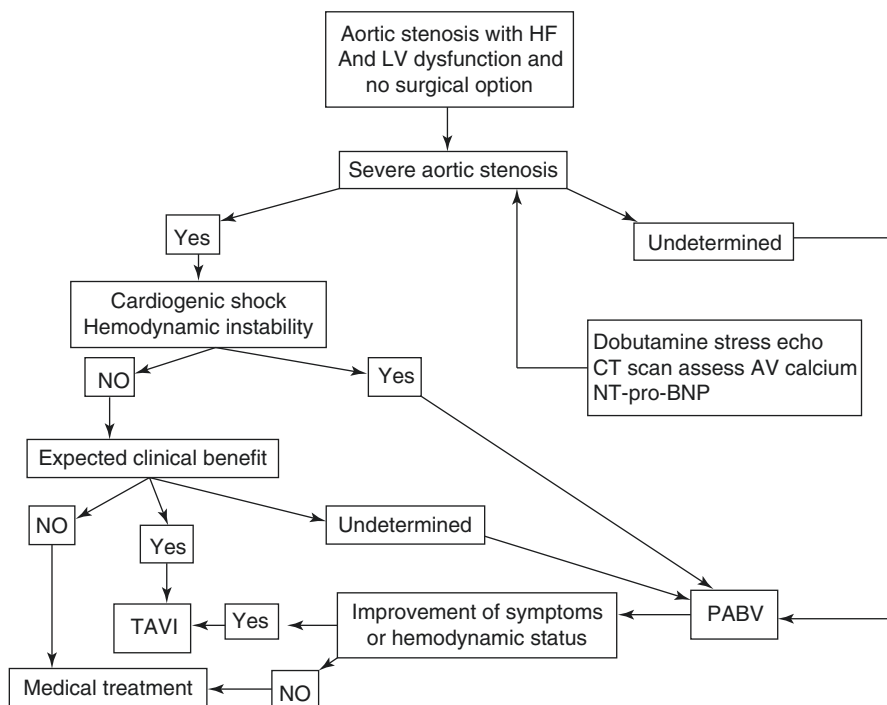 Aortic stenosis with HF
And LV dysfunction and
no surgical option
Severe aortic stenosis
Yes
Undetermined
Cardiogenic shock
Hemodynamic instability
Dobutamine stress echo
CT scan assess AV calcium
NT-pro-BNP
NO
Yes
Expected clinical benefit
NO
Yes
Undetermined
TAVI
Yes
Improvement of symptoms
or hemodynamic status
PABV
Medical treatment
NO